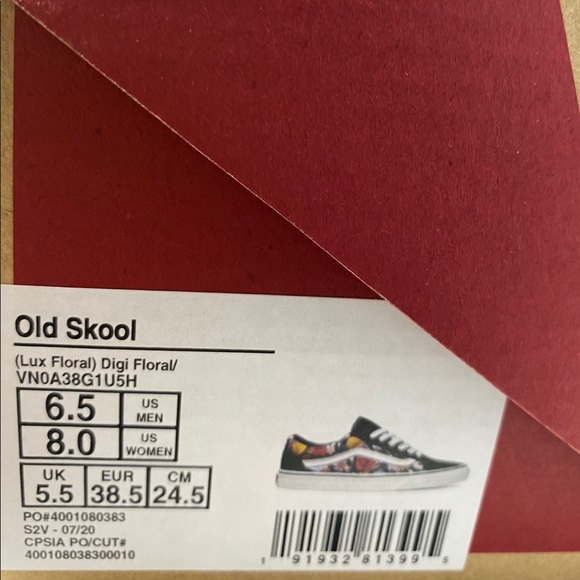 Old Skool
(Lux Floral) Digi Floral/
VN0A38G1U5H
6.5 US MEN
8.0 US WOMEN
UK EUR CM
5.5 38.5 24.5
PO#4001080383
S2V - 07/20
CPSIA PO/CUT#
400108038300010
1 91932 81399 5